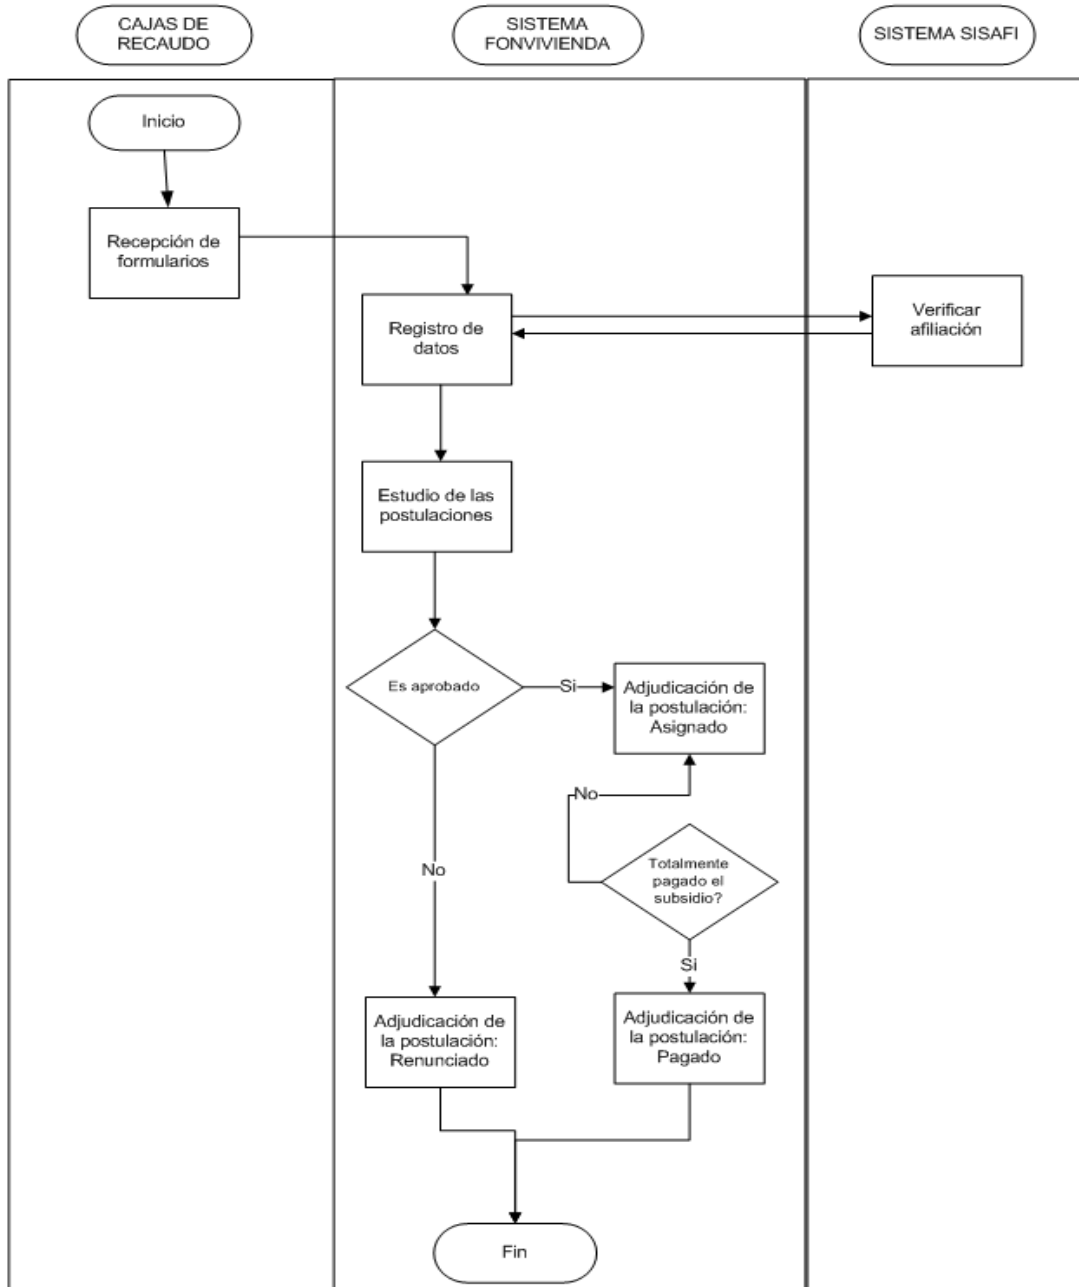 CAJAS DE
RECAUDO
SISTEMA
FONVIVIENDA
SISTEMA SISAFI
Inicio
Recepción de
formularios
Registro de
datos
Verificar
afiliación
Estudio de las
postulaciones
Es aprobado
Si
Adjudicación de
la postulación:
Asignado
No
Totalmente
pagado el
subsidio?
No
Si
Adjudicación de
la postulación:
Renunciado
Adjudicación de
la postulación:
Pagado
Fin